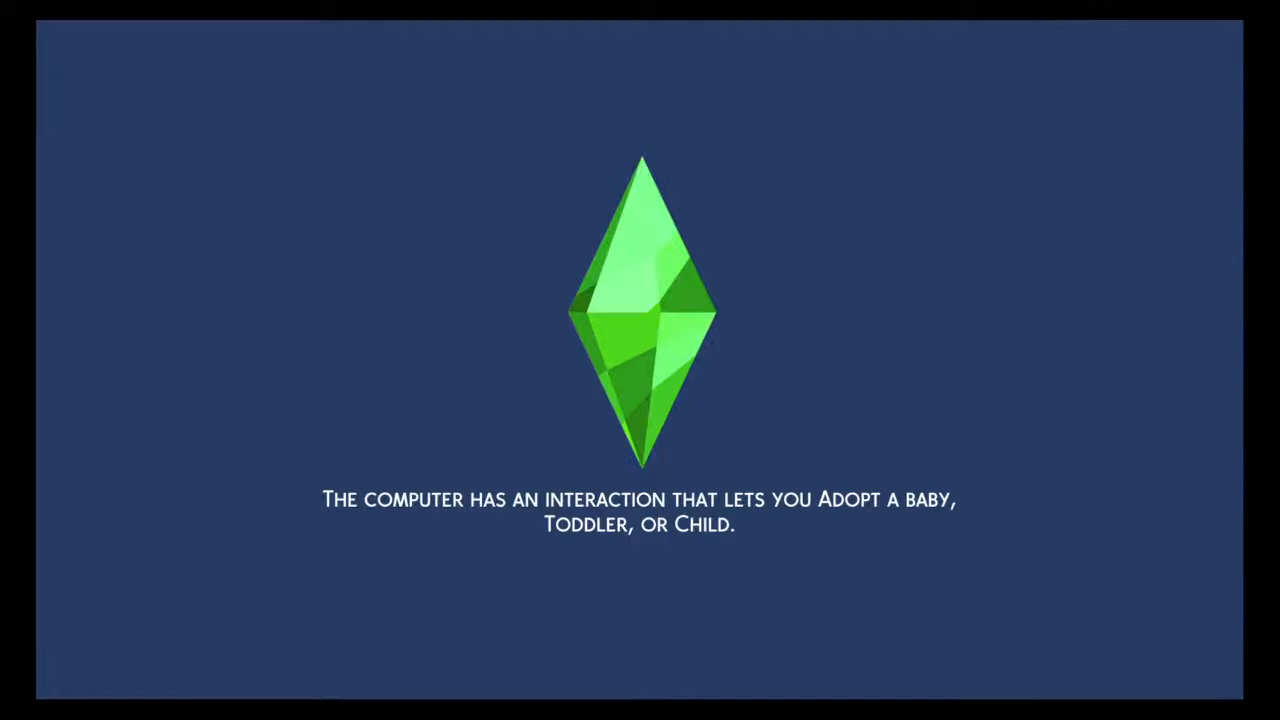 The computer has an interaction that lets you Adopt a baby,
Toddler, or Child.